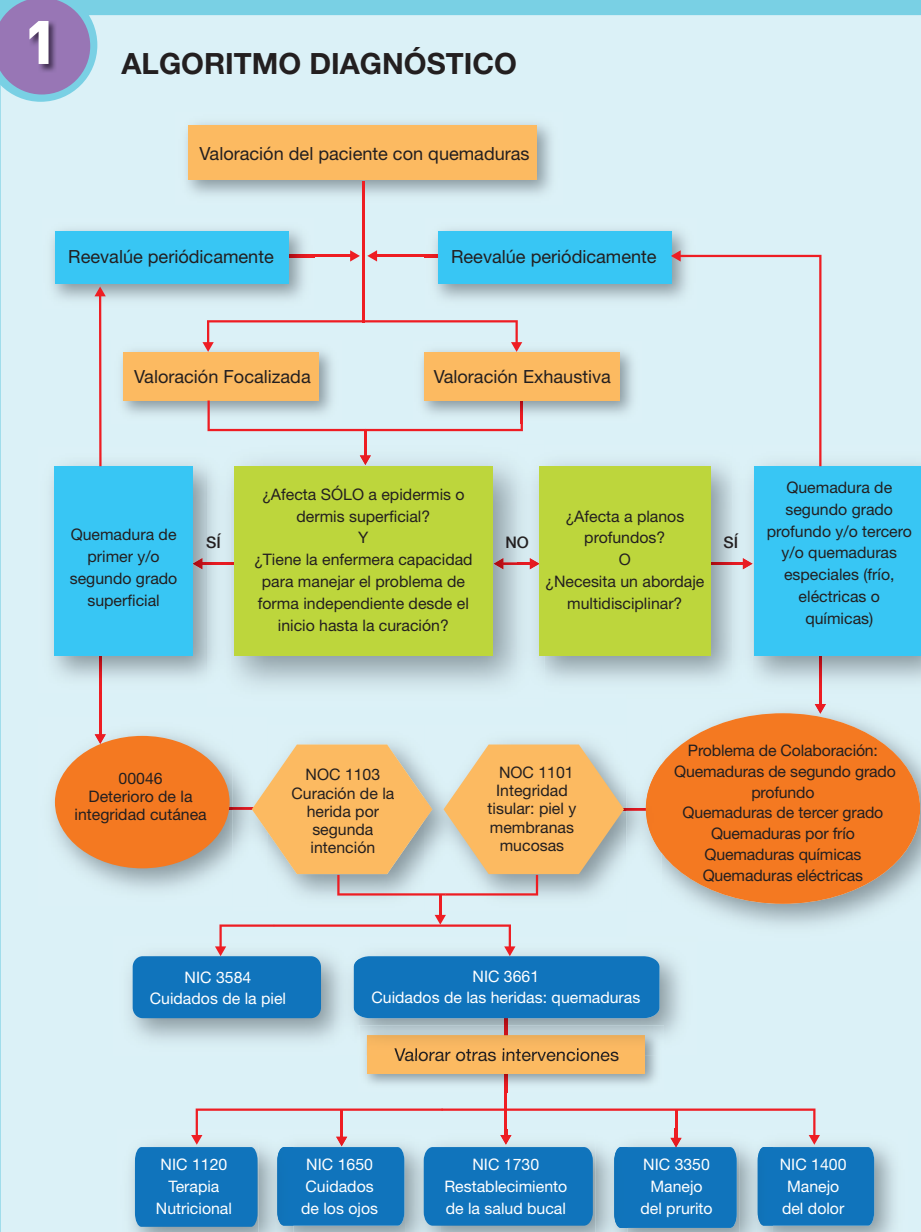 1
ALGORITMO DIAGNÓSTICO
Valoración del paciente con quemaduras
Reevalúe periódicamente
Reevalúe periódicamente
Valoración Focalizada
Valoración Exhaustiva
Quemadura de
primer y/o
segundo grado
superficial
SÍ
¿Afecta SÓLO a epidermis o
dermis superficial?
Y
¿Tiene la enfermera capacidad
para manejar el problema de
forma independiente desde el
inicio hasta la curación?
NO
¿Afecta a planos
profundos?
O
¿Necesita un abordaje
multidisciplinar?
SÍ
Quemadura de
segundo grado
profundo y/o tercero
y/o quemaduras
especiales (frío,
eléctricas o
químicas)
00046
Deterioro de la
integridad cutánea
NOC 1103
Curación de la
herida por
segunda
intención
NOC 1101
Integridad
tisular: piel y
membranas
mucosas
Problema de Colaboración:
Quemaduras de segundo grado
profundo
Quemaduras de tercer grado
Quemaduras por frío
Quemaduras químicas
Quemaduras eléctricas
NIC 3584
Cuidados de la piel
NIC 3661
Cuidados de las heridas: quemaduras
Valorar otras intervenciones
NIC 1120
Terapia
Nutricional
NIC 1650
Cuidados
de los ojos
NIC 1730
Restablecimiento
de la salud bucal
NIC 3350
Manejo
del prurito
NIC 1400
Manejo
del dolor